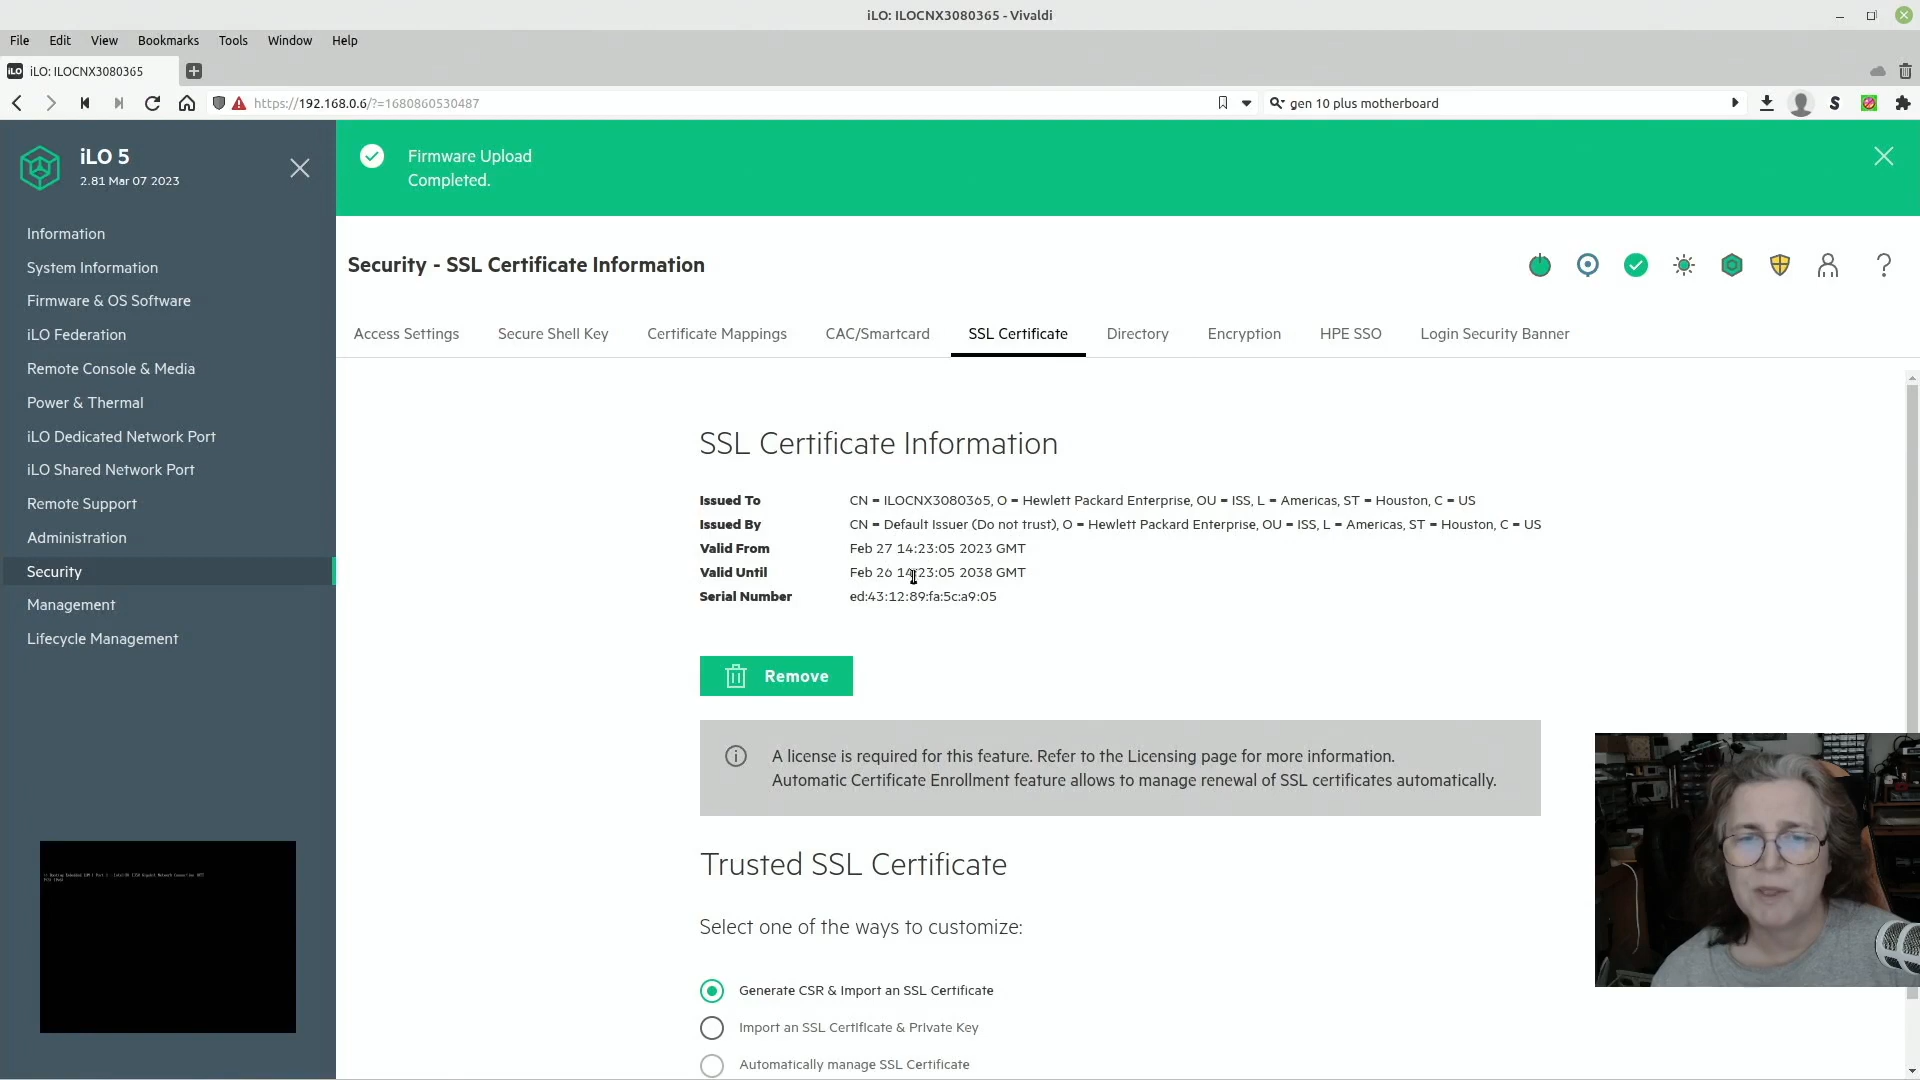 iLO: ILOCNX3080365 - Vivaldi
File Edit View Bookmarks Tools Window Help
iLO iLO: ILOCNX3080365
https://192.168.0.6/?=1680860530487
gen 10 plus motherboard
S
iLO 5
2.81 Mar 07 2023
Information
System Information
Firmware & OS Software
iLO Federation
Remote Console & Media
Power & Thermal
iLO Dedicated Network Port
iLO Shared Network Port
Remote Support
Administration
Security
Management
Lifecycle Management
Firmware Upload
Completed.
Security - SSL Certificate Information
?
Access Settings Secure Shell Key Certificate Mappings CAC/Smartcard SSL Certificate Directory Encryption HPE SSO Login Security Banner
SSL Certificate Information
Issued To CN = ILOCNX3080365, O = Hewlett Packard Enterprise, OU = ISS, L = Americas, ST = Houston, C = US
Issued By CN = Default Issuer (Do not trust), O = Hewlett Packard Enterprise, OU = ISS, L = Americas, ST = Houston, C = US
Valid From Feb 27 14:23:05 2023 GMT
Valid Until Feb 26 14:23:05 2038 GMT
Serial Number ed:43:12:89:fa:5c:a9:05
Remove
A license is required for this feature. Refer to the Licensing page for more information.
Automatic Certificate Enrollment feature allows to manage renewal of SSL certificates automatically.
Trusted SSL Certificate
Select one of the ways to customize:
Generate CSR & Import an SSL Certificate
Import an SSL Certificate & Private Key
Automatically manage SSL Certificate